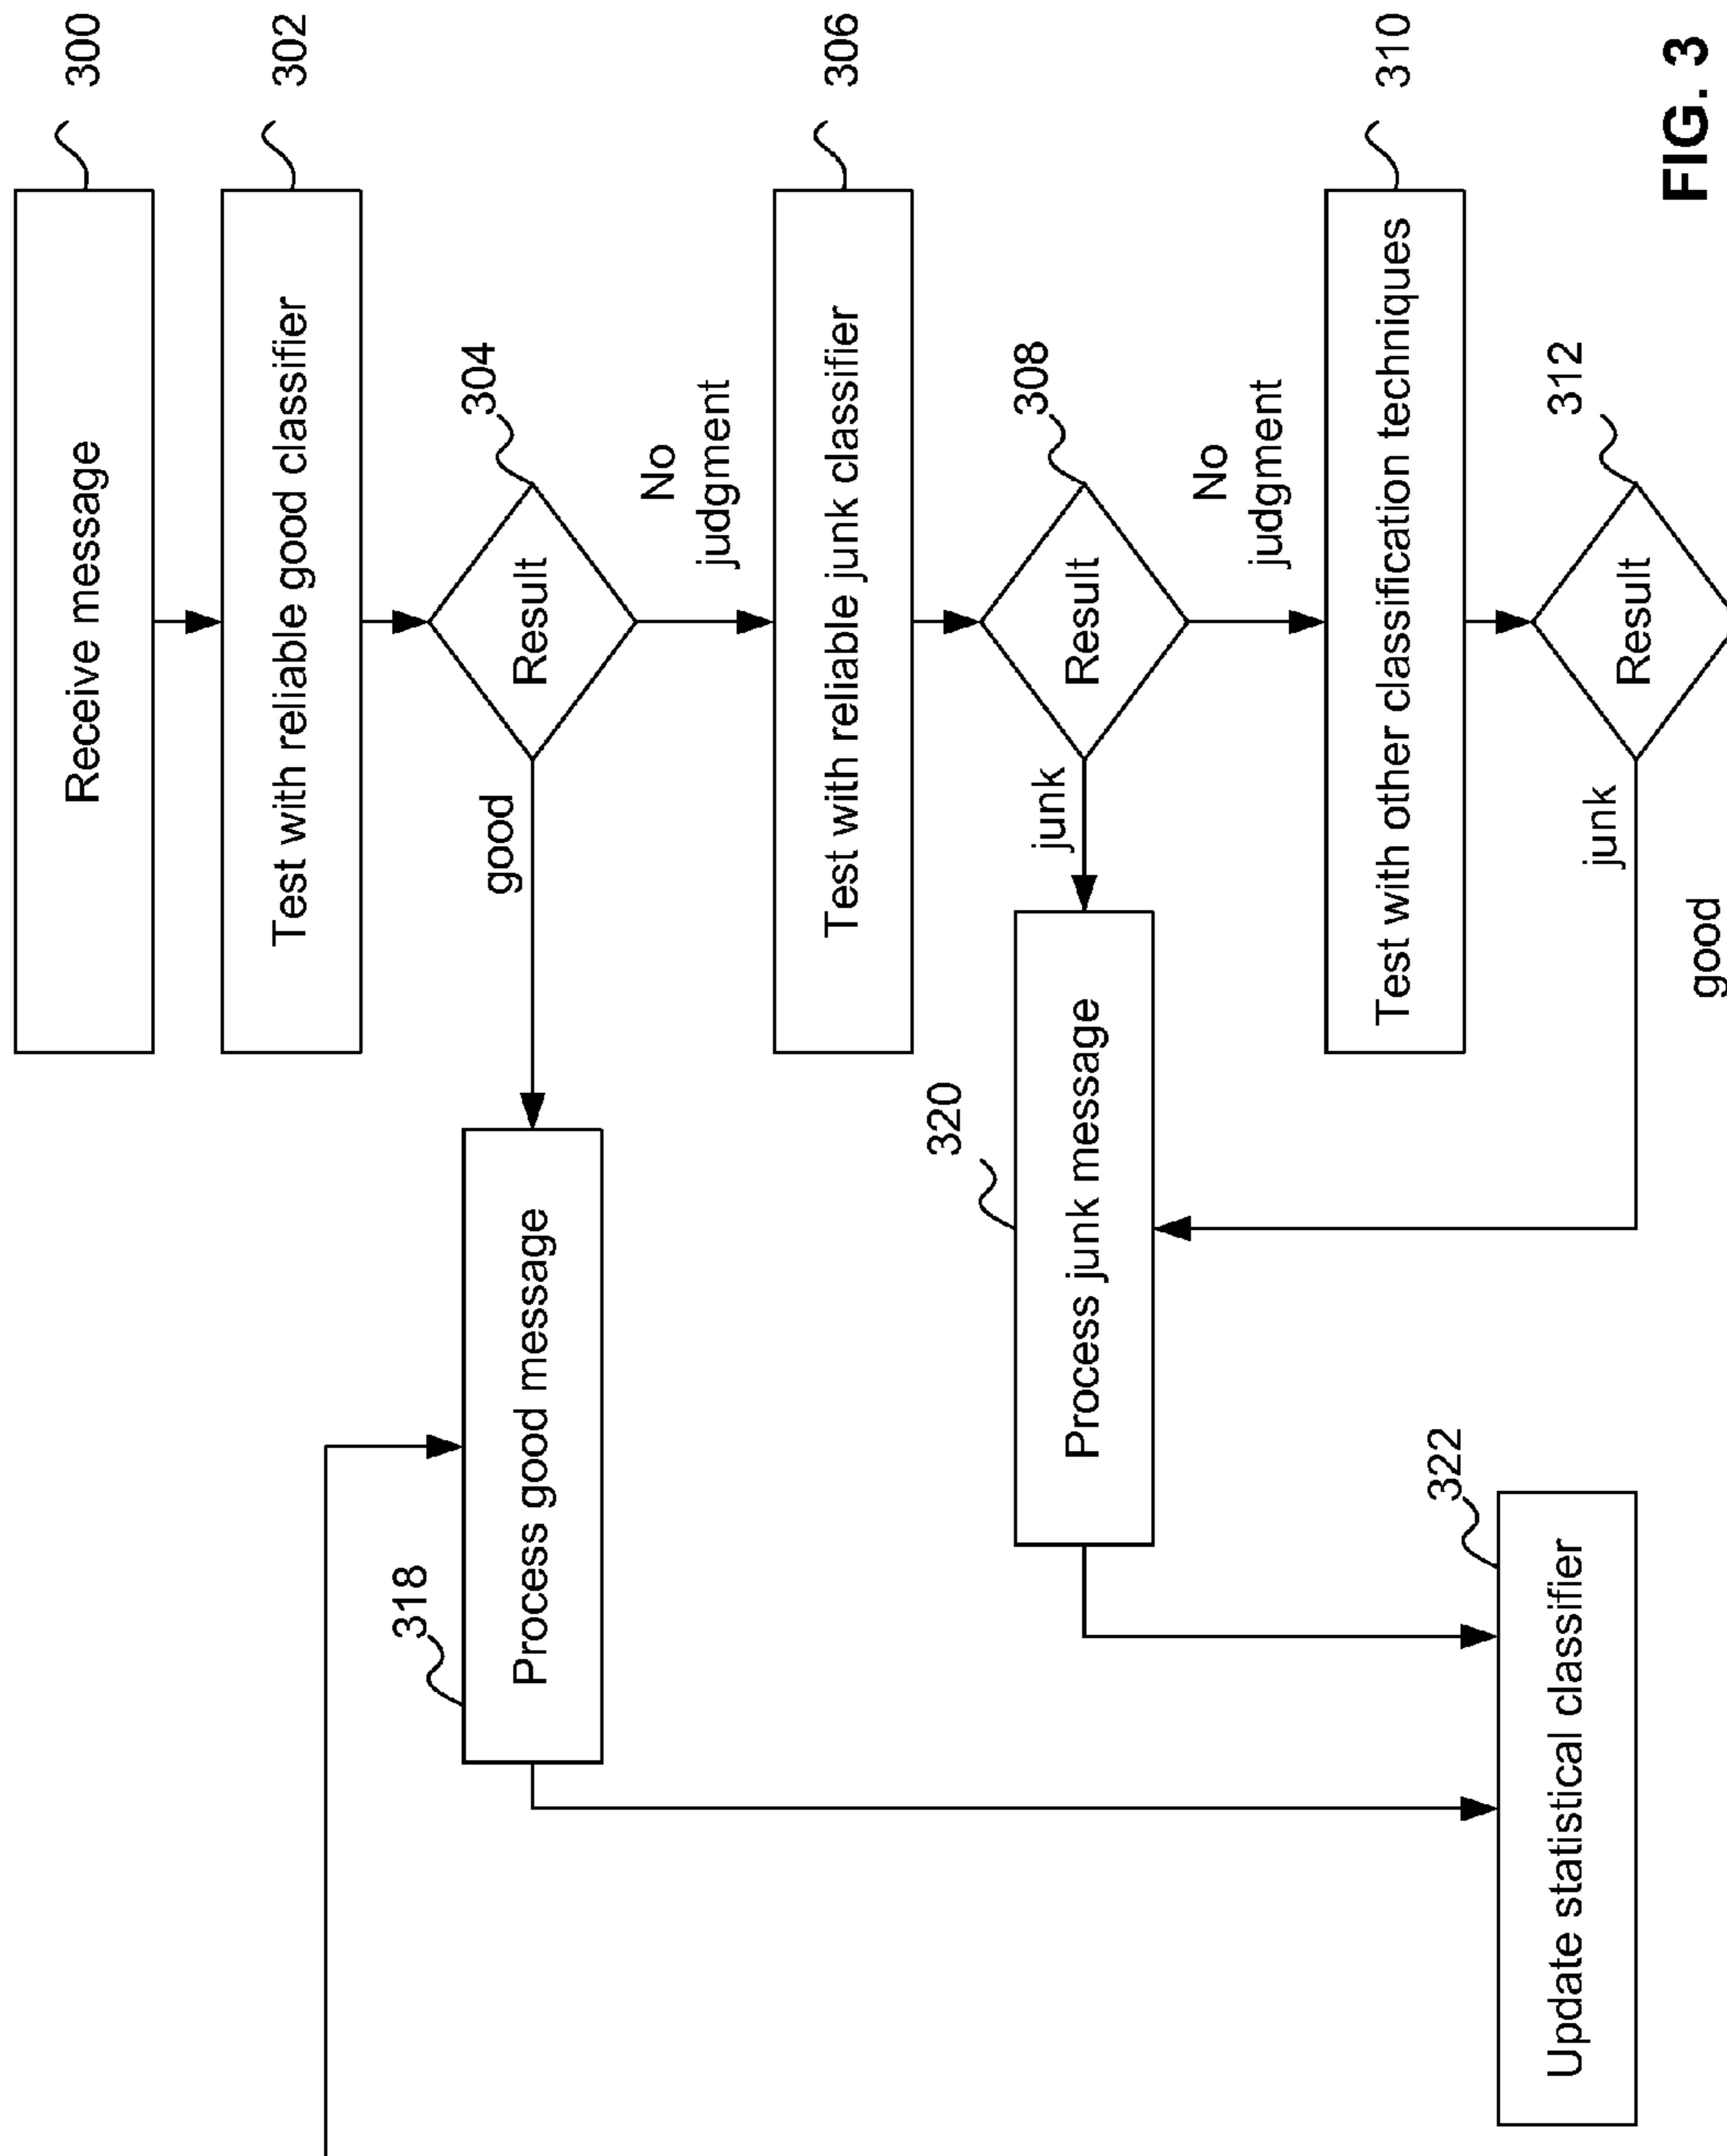 300
Receive message
302
Test with reliable good classifier
304
Result
good
No
judgment
318
Process good message
306
Test with reliable junk classifier
308
Result
junk
No
judgment
320
Process junk message
310
Test with other classification techniques
312
Result
junk
good
322
Update statistical classifier
FIG. 3